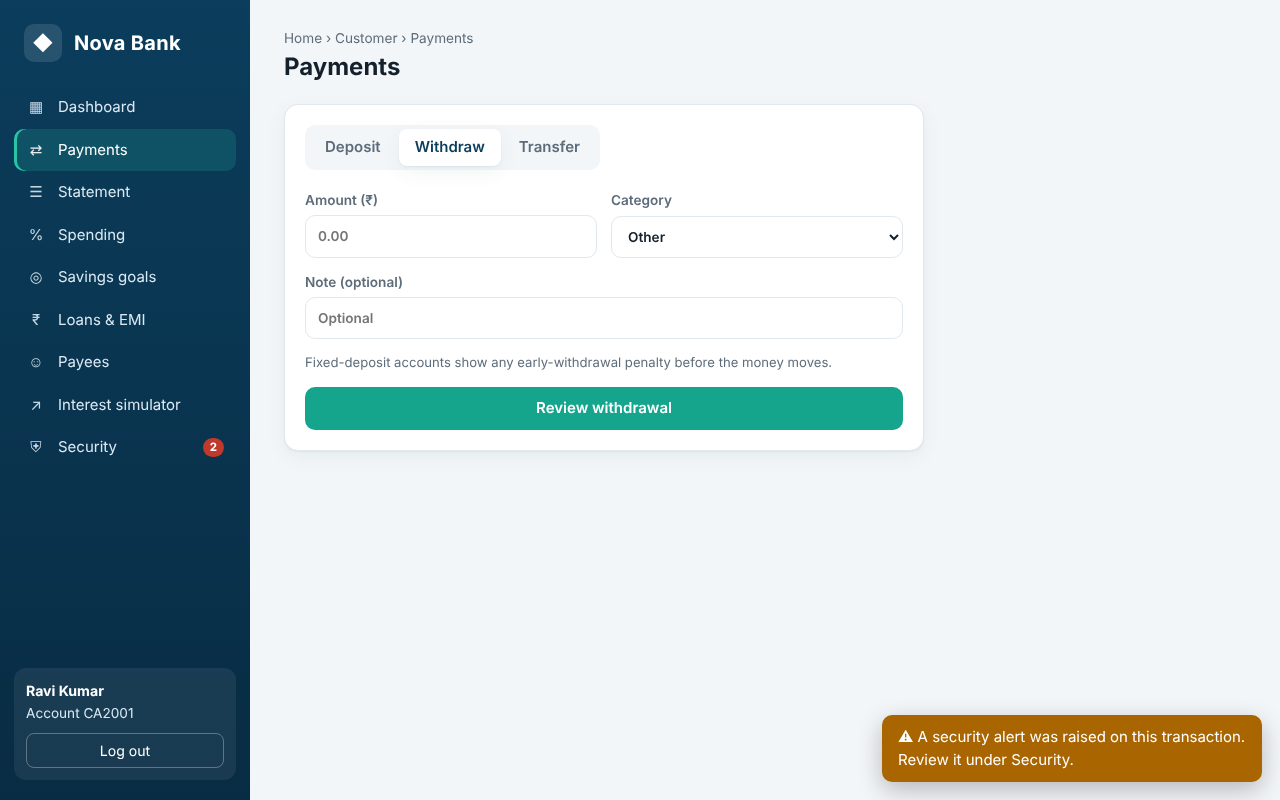 Nova Bank
Dashboard
Payments
Statement
Spending
Savings goals
Loans & EMI
Payees
Interest simulator
Security 2
Ravi Kumar
Account CA2001
Log out
Home › Customer › Payments
Payments
Deposit Withdraw Transfer
Amount (₹) Category
0.00 Other
Note (optional)
Optional
Fixed-deposit accounts show any early-withdrawal penalty before the money moves.
Review withdrawal
⚠ A security alert was raised on this transaction.
Review it under Security.